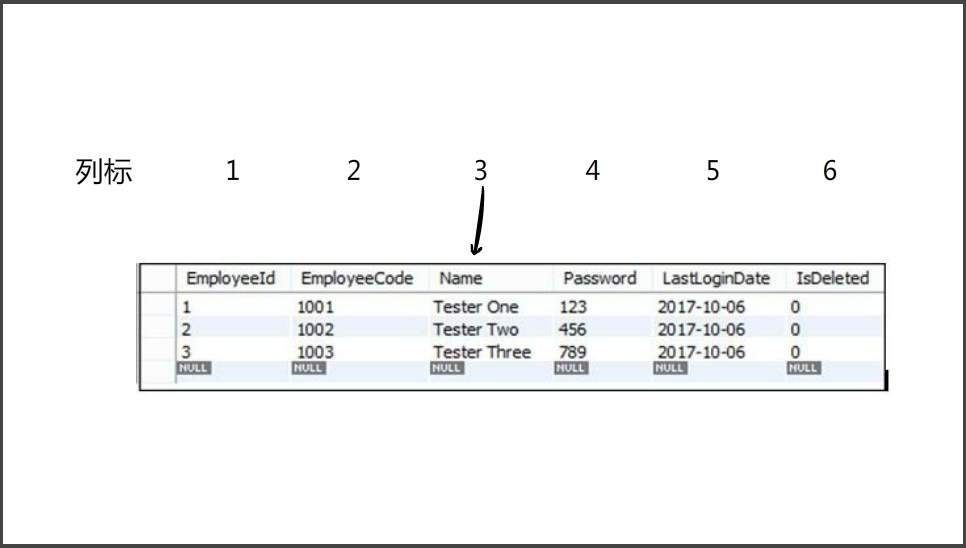 列标 1 2 3 4 5 6
EmployeeId EmployeeCode Name Password LastLoginDate IsDeleted
1 1001 Tester One 123 2017-10-06 0
2 1002 Tester Two 456 2017-10-06 0
3 1003 Tester Three 789 2017-10-06 0
NULL NULL NULL NULL NULL NULL